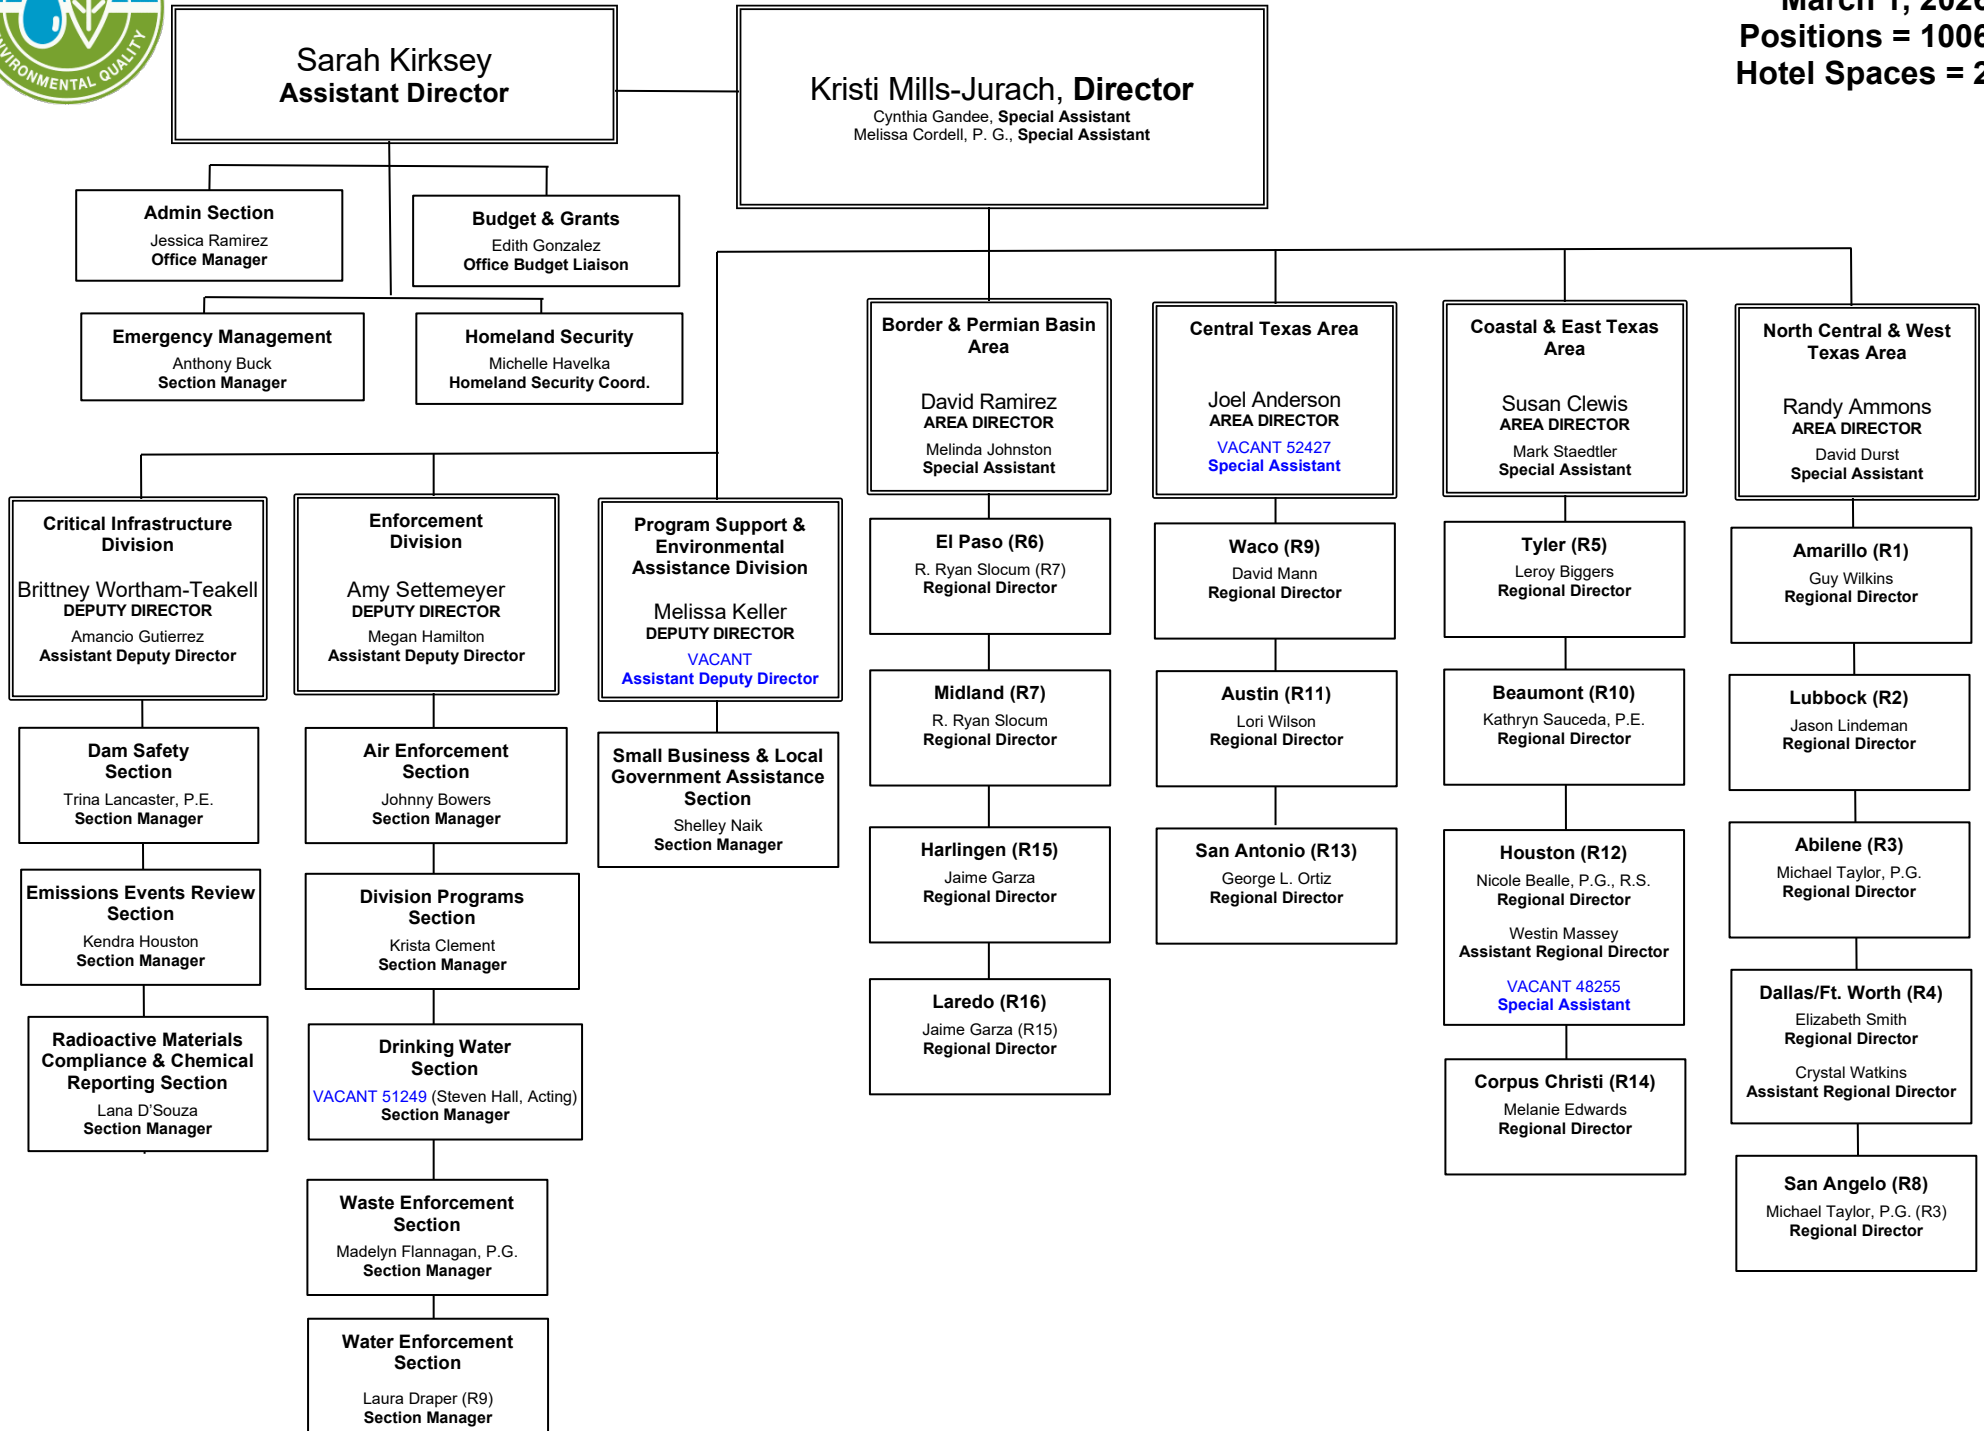 ENVIRONMENTAL QUALITY
March 1, 2026
Positions = 1006
Hotel Spaces = 2
Sarah Kirksey
Assistant Director
Kristi Mills-Jurach, Director
Cynthia Gandee, Special Assistant
Melissa Cordell, P. G., Special Assistant
Admin Section
Jessica Ramirez
Office Manager
Budget & Grants
Edith Gonzalez
Office Budget Liaison
Emergency Management
Anthony Buck
Section Manager
Homeland Security
Michelle Havelka
Homeland Security Coord.
Critical Infrastructure
Division
Brittney Wortham-Teakell
DEPUTY DIRECTOR
Amancio Gutierrez
Assistant Deputy Director
Dam Safety
Section
Trina Lancaster, P.E.
Section Manager
Emissions Events Review
Section
Kendra Houston
Section Manager
Radioactive Materials
Compliance & Chemical
Reporting Section
Lana D’Souza
Section Manager
Enforcement
Division
Amy Settemeyer
DEPUTY DIRECTOR
Megan Hamilton
Assistant Deputy Director
Air Enforcement
Section
Johnny Bowers
Section Manager
Division Programs
Section
Krista Clement
Section Manager
Drinking Water
Section
VACANT 51249 (Steven Hall, Acting)
Section Manager
Waste Enforcement
Section
Madelyn Flannagan, P.G.
Section Manager
Water Enforcement
Section
Laura Draper (R9)
Section Manager
Program Support &
Environmental
Assistance Division
Melissa Keller
DEPUTY DIRECTOR
VACANT
Assistant Deputy Director
Small Business & Local
Government Assistance
Section
Shelley Naik
Section Manager
Border & Permian Basin
Area
David Ramirez
AREA DIRECTOR
Melinda Johnston
Special Assistant
El Paso (R6)
R. Ryan Slocum (R7)
Regional Director
Midland (R7)
R. Ryan Slocum
Regional Director
Harlingen (R15)
Jaime Garza
Regional Director
Laredo (R16)
Jaime Garza (R15)
Regional Director
Central Texas Area
Joel Anderson
AREA DIRECTOR
VACANT 52427
Special Assistant
Waco (R9)
David Mann
Regional Director
Austin (R11)
Lori Wilson
Regional Director
San Antonio (R13)
George L. Ortiz
Regional Director
Coastal & East Texas
Area
Susan Clewis
AREA DIRECTOR
Mark Staedtler
Special Assistant
Tyler (R5)
Leroy Biggers
Regional Director
Beaumont (R10)
Kathryn Sauceda, P.E.
Regional Director
Houston (R12)
Nicole Bealle, P.G., R.S.
Regional Director
Westin Massey
Assistant Regional Director
VACANT 48255
Special Assistant
Corpus Christi (R14)
Melanie Edwards
Regional Director
North Central & West
Texas Area
Randy Ammons
AREA DIRECTOR
David Durst
Special Assistant
Amarillo (R1)
Guy Wilkins
Regional Director
Lubbock (R2)
Jason Lindeman
Regional Director
Abilene (R3)
Michael Taylor, P.G.
Regional Director
Dallas/Ft. Worth (R4)
Elizabeth Smith
Regional Director
Crystal Watkins
Assistant Regional Director
San Angelo (R8)
Michael Taylor, P.G. (R3)
Regional Director